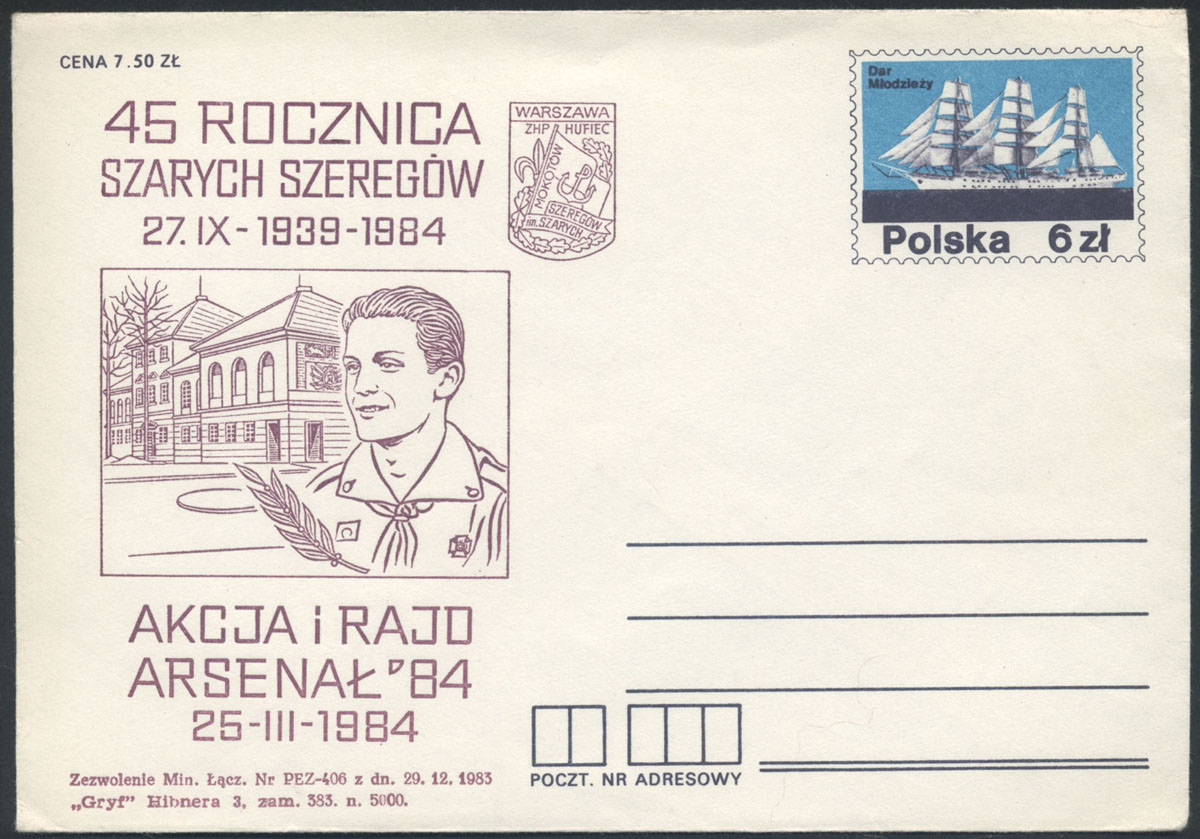 CENA 7.50 ZŁ
45 ROCZNICA
SZARYCH SZEREGÓW
27. IX - 1939 - 1984
WARSZAWA
ZHP HUFIEC
MOKOTÓW
SZEREGÓW
im. SZARYCH
Dar
Młodzieży
Polska 6 zł
AKCJA i RAJD
ARSENAŁ '84
25-III-1984
Zezwolenie Min. Łącz. Nr PEZ-406 z dn. 29. 12. 1983
„Gryf” Hibnera 3, zam. 383. n. 5000.
POCZT. NR ADRESOWY